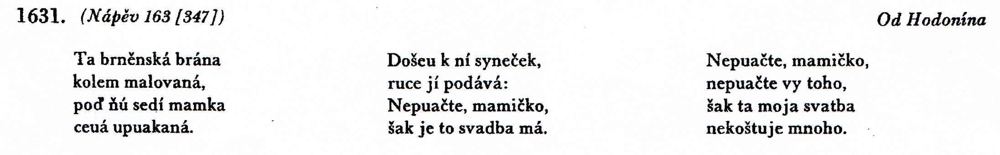 1631. (Nápěv 163 [347])
Od Hodonína
Ta brněnská brána
kolem malovaná,
poď ňú sedí mamka
ceuá upuakaná.
Došeu k ní syneček,
ruce jí podává:
Nepuačte, mamičko,
šak je to svadba má.
Nepuačte, mamičko,
nepuačte vy toho,
šak ta moja svatba
nekoštuje mnoho.